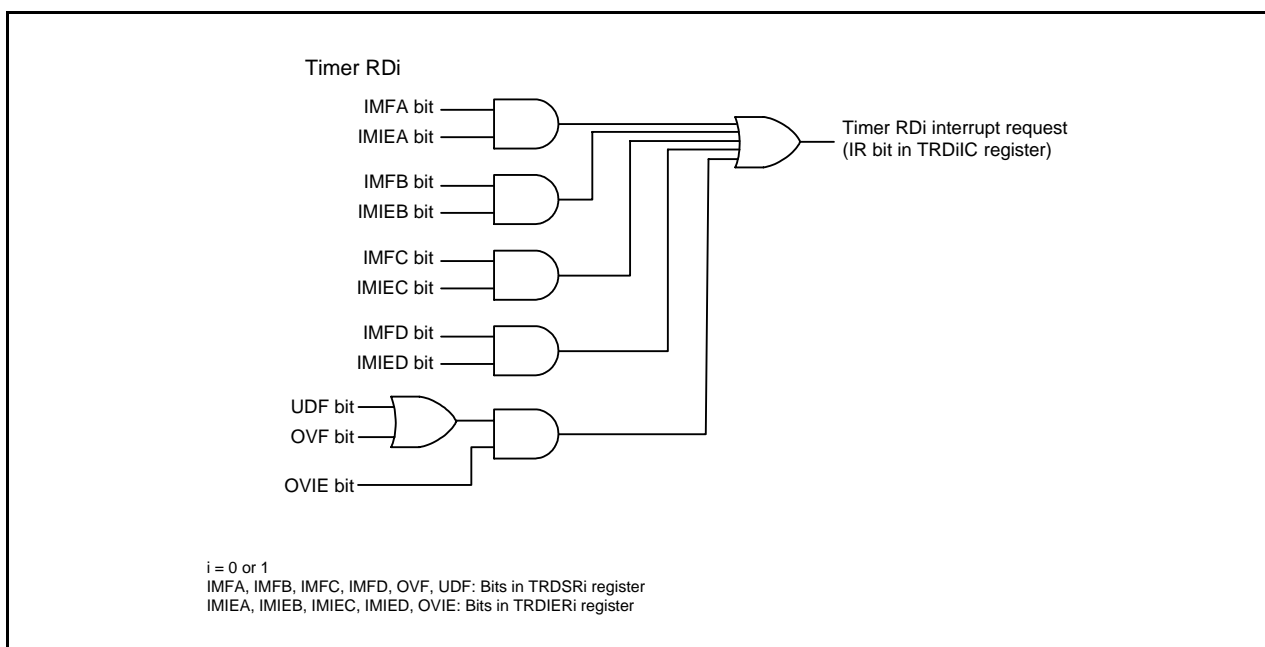 Timer RDi
IMFA bit
IMIEA bit
IMFB bit
IMIEB bit
IMFC bit
IMIEC bit
IMFD bit
IMIED bit
UDF bit
OVF bit
OVIE bit
Timer RDi interrupt request
(IR bit in TRDiIC register)
i = 0 or 1
IMFA, IMFB, IMFC, IMFD, OVF, UDF: Bits in TRDSRi register
IMIEA, IMIEB, IMIEC, IMIED, OVIE: Bits in TRDIERi register